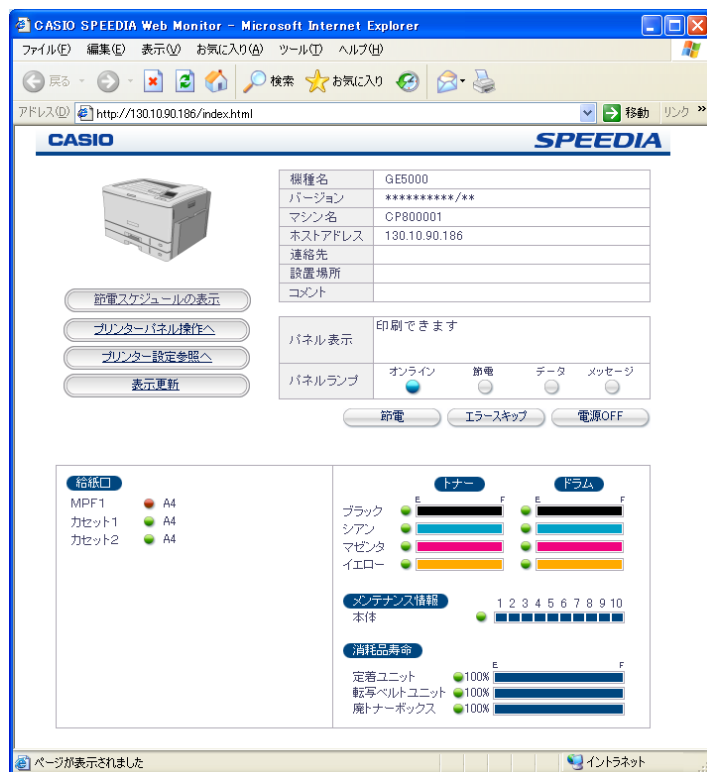 CASIO SPEEDIA Web Monitor - Microsoft Internet Explorer
ファイル(F) 編集(E) 表示(V) お気に入り(A) ツール(T) ヘルプ(H)
戻る 検索 お気に入り
アドレス(D) http://130.10.90.186/index.html 移動 リンク »
CASIO SPEEDIA
機種名 GE5000
バージョン **********/**
マシン名 CP800001
ホストアドレス 130.10.90.186
連絡先
設置場所
コメント
節電スケジュールの表示
プリンターパネル操作へ
プリンター設定参照へ
表示更新
パネル表示 印刷できます
パネルランプ オンライン 節電 データ メッセージ
節電 エラースキップ 電源OFF
給紙口
MPF1 A4
カセット1 A4
カセット2 A4
トナー ドラム
E F E F
ブラック
シアン
マゼンタ
イエロー
メンテナンス情報 1 2 3 4 5 6 7 8 9 10
本体
消耗品寿命
E F
定着ユニット 100%
転写ベルトユニット 100%
廃トナーボックス 100%
ページが表示されました イントラネット